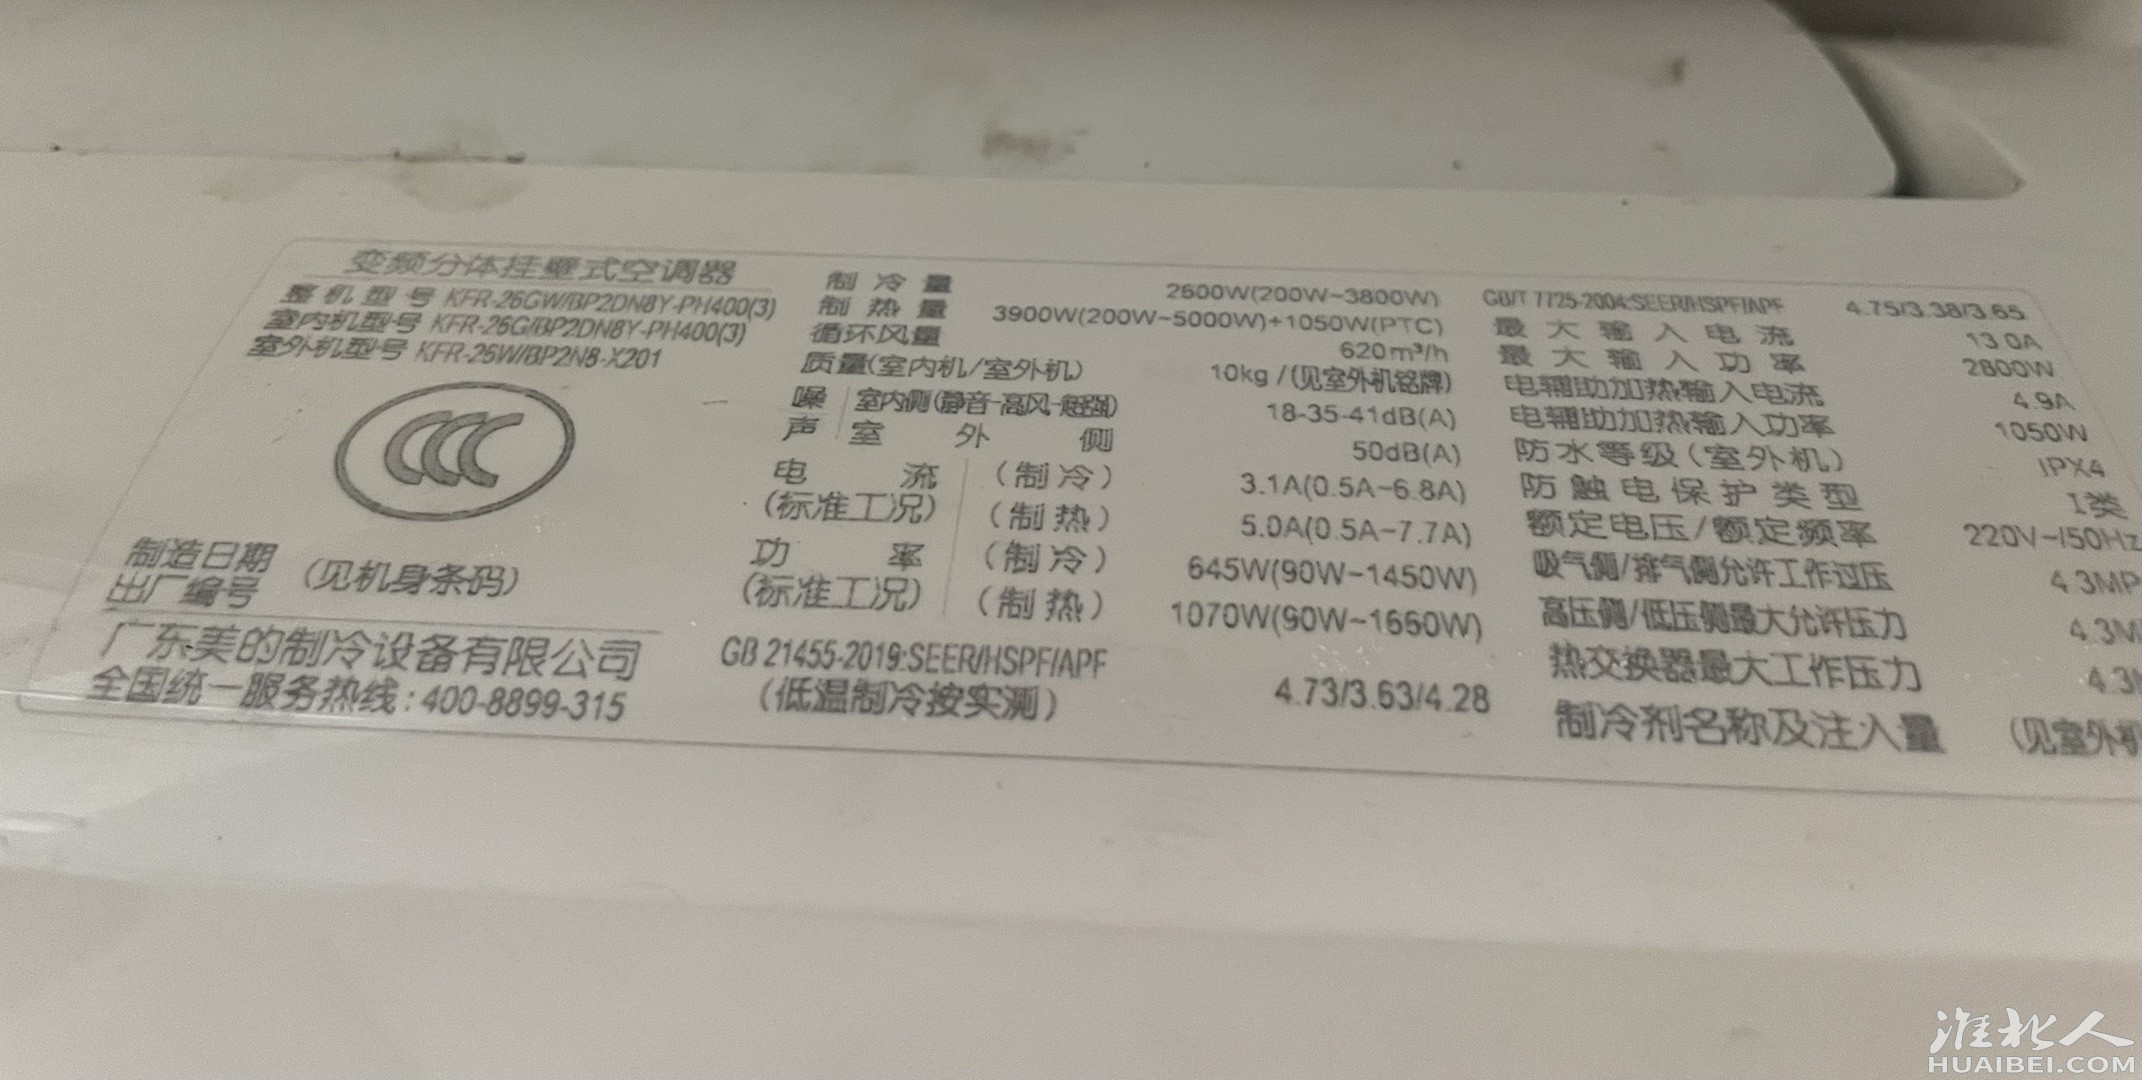 变频分体挂壁式空调器
整机型号 KFR-26GW/BP2DN8Y-PH400(3)
室内机型号 KFR-26G/BP2DN8Y-PH400(3)
室外机型号 KFR-26W/BP2N8-X201
CCC
制造日期
出厂编号
(见机身条码)
广东美的制冷设备有限公司
全国统一服务热线:400-8899-315
制冷量 2600W(200W~3800W)
制热量 3900W(200W~5000W)+1050W(PTC)
循环风量 620m³/h
质量(室内机/室外机) 10kg/(见室外机铭牌)
噪声 室内侧(静音-高风-超强) 18-35-41dB(A)
室外侧 50dB(A)
电流(标准工况) (制冷) 3.1A(0.5A~6.8A)
(制热) 5.0A(0.5A~7.7A)
功率(标准工况) (制冷) 645W(90W~1450W)
(制热) 1070W(90W~1660W)
GB 21455-2019:SEER/HSPF/APF
(低温制冷按实测) 4.73/3.63/4.28
GB/T 7725-2004:SEER/HSPF/APF 4.75/3.38/3.65
最大输入电流 13.0A
最大输入功率 2800W
电辅助加热输入电流 4.9A
电辅助加热输入功率 1050W
防水等级(室外机) IPX4
防触电保护类型 I类
额定电压/额定频率 220V~/50Hz
吸气侧/排气侧允许工作过压 4.3MP
高压侧/低压侧最大允许压力 4.3M
热交换器最大工作压力 4.3
制冷剂名称及注入量 (见室外机
淮北人
HUAIBEI.COM